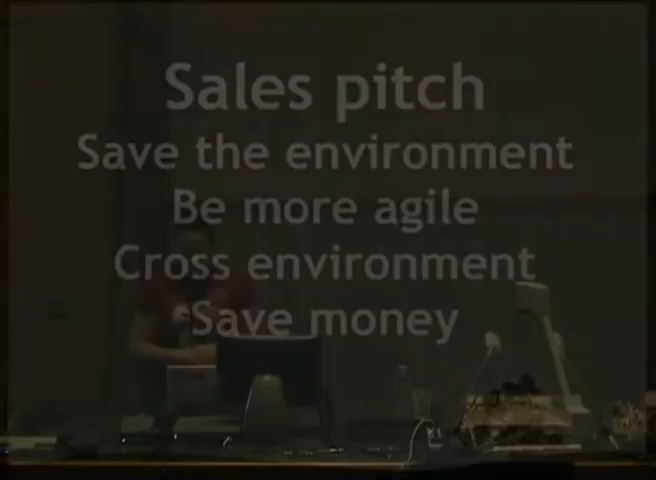 Sales pitch
Save the environment
Be more agile
Cross environment
Save money